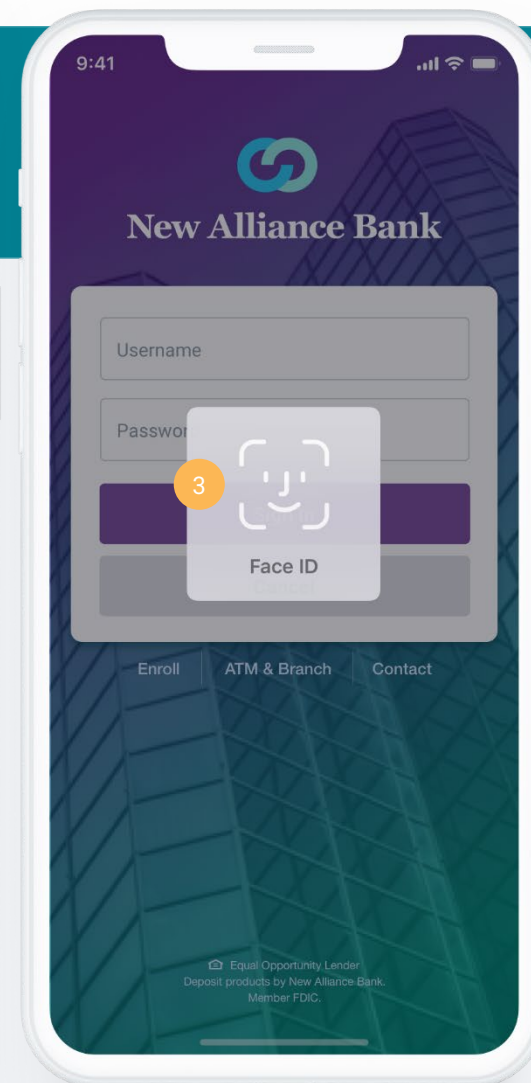 9:41
New Alliance Bank
Username
Passwor
3
Face ID
Cancel
Enroll
ATM & Branch
Contact
Equal Opportunity Lender
Deposit products by New Alliance Bank.
Member FDIC.